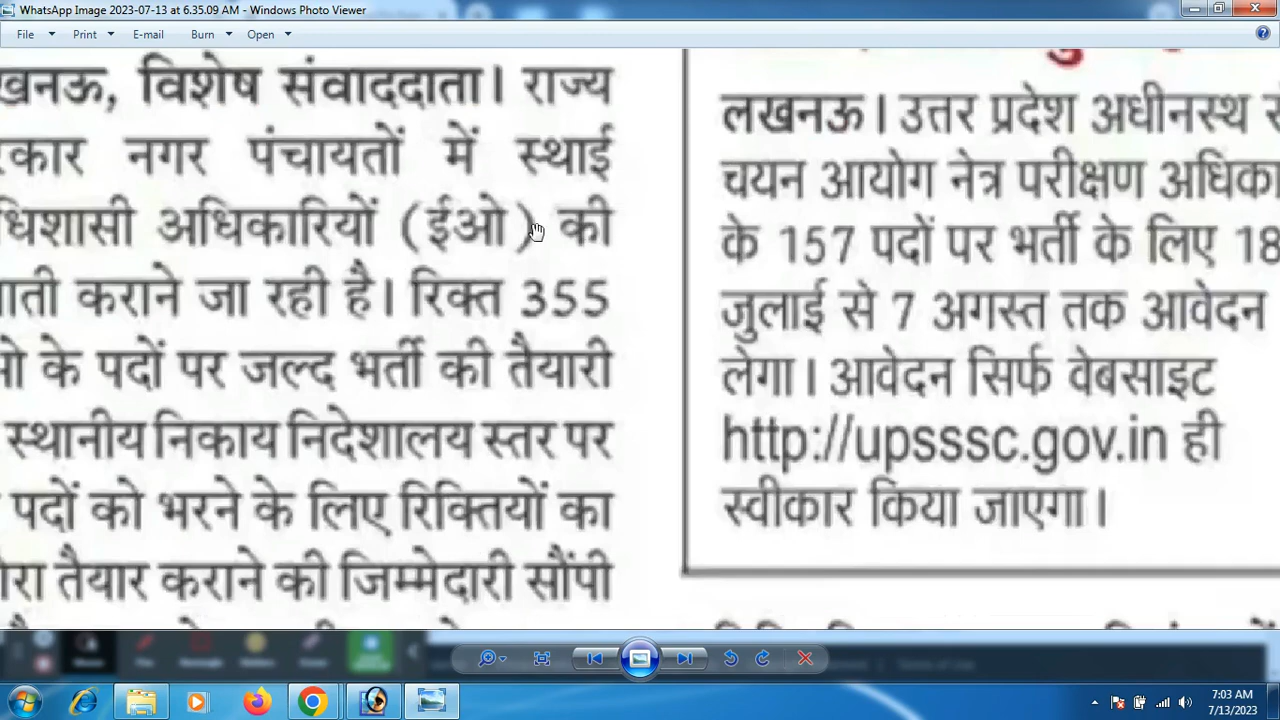 WhatsApp Image 2023-07-13 at 6.35.09 AM - Windows Photo Viewer
File Print E-mail Burn Open
विशेष संवाददाता। राज्य
नगर पंचायतों में स्थाई
अधिकारियों (ईओ) की
कराने जा रही है। रिक्त 355
के पदों पर जल्द भर्ती की तैयारी
स्थानीय निकाय निदेशालय स्तर पर
पदों को भरने के लिए रिक्तियों का
तैयार कराने की जिम्मेदारी सौंपी
लखनऊ। उत्तर प्रदेश अधीनस्थ
चयन आयोग नेत्र परीक्षण
के 157 पदों पर भर्ती के लिए 18
जुलाई से 7 अगस्त तक आवेदन
लेगा। आवेदन सिर्फ वेबसाइट
http://upsssc.gov.in ही
स्वीकार किया जाएगा।
7:03 AM
7/13/2023